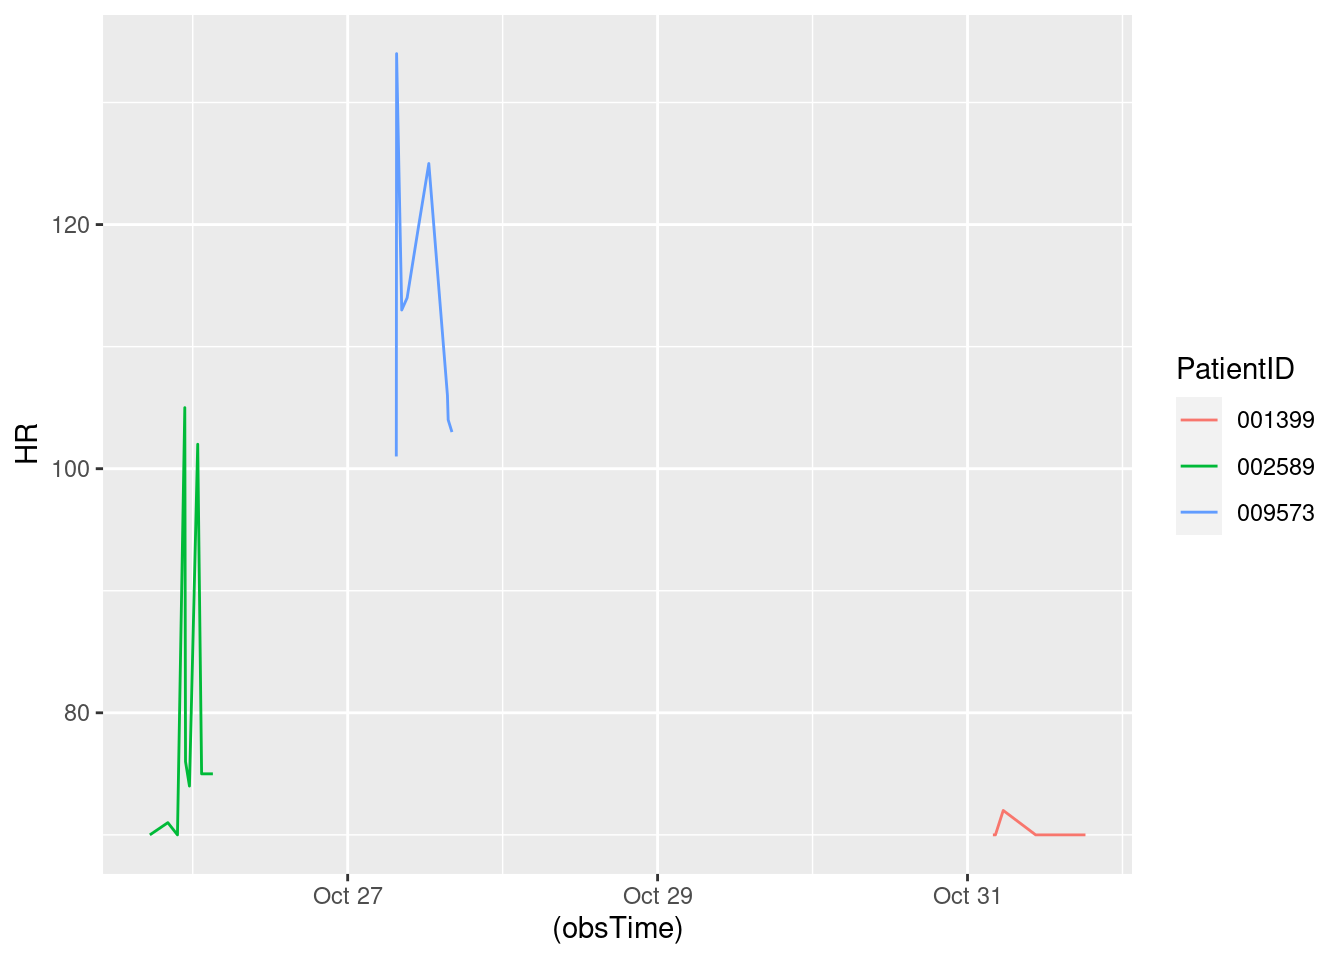 120
100
80
HR
Oct 27
Oct 29
Oct 31
(obsTime)
PatientID
001399
002589
009573